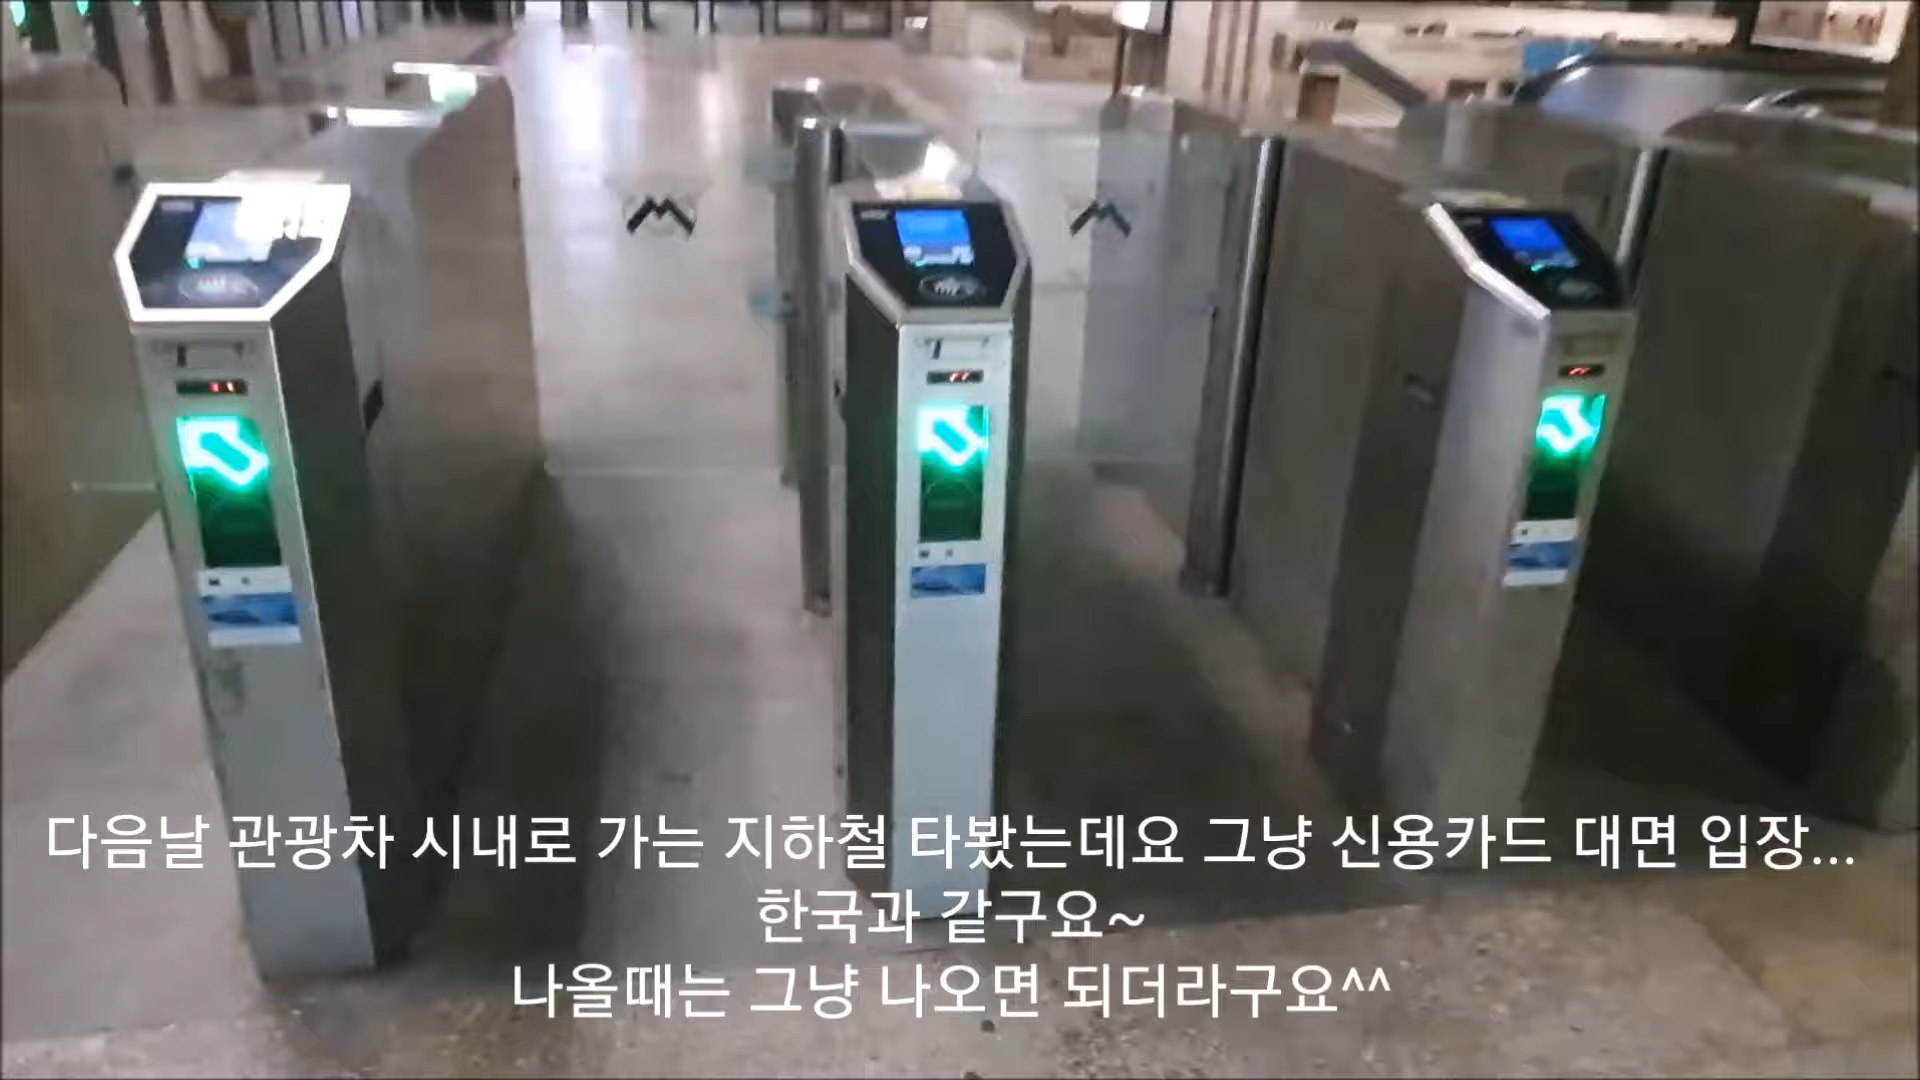 다음날 관광차 시내로 가는 지하철 타봤는데요 그냥 신용카드 대면 입장...
한국과 같구요~
나올때는 그냥 나오면 되더라구요^^